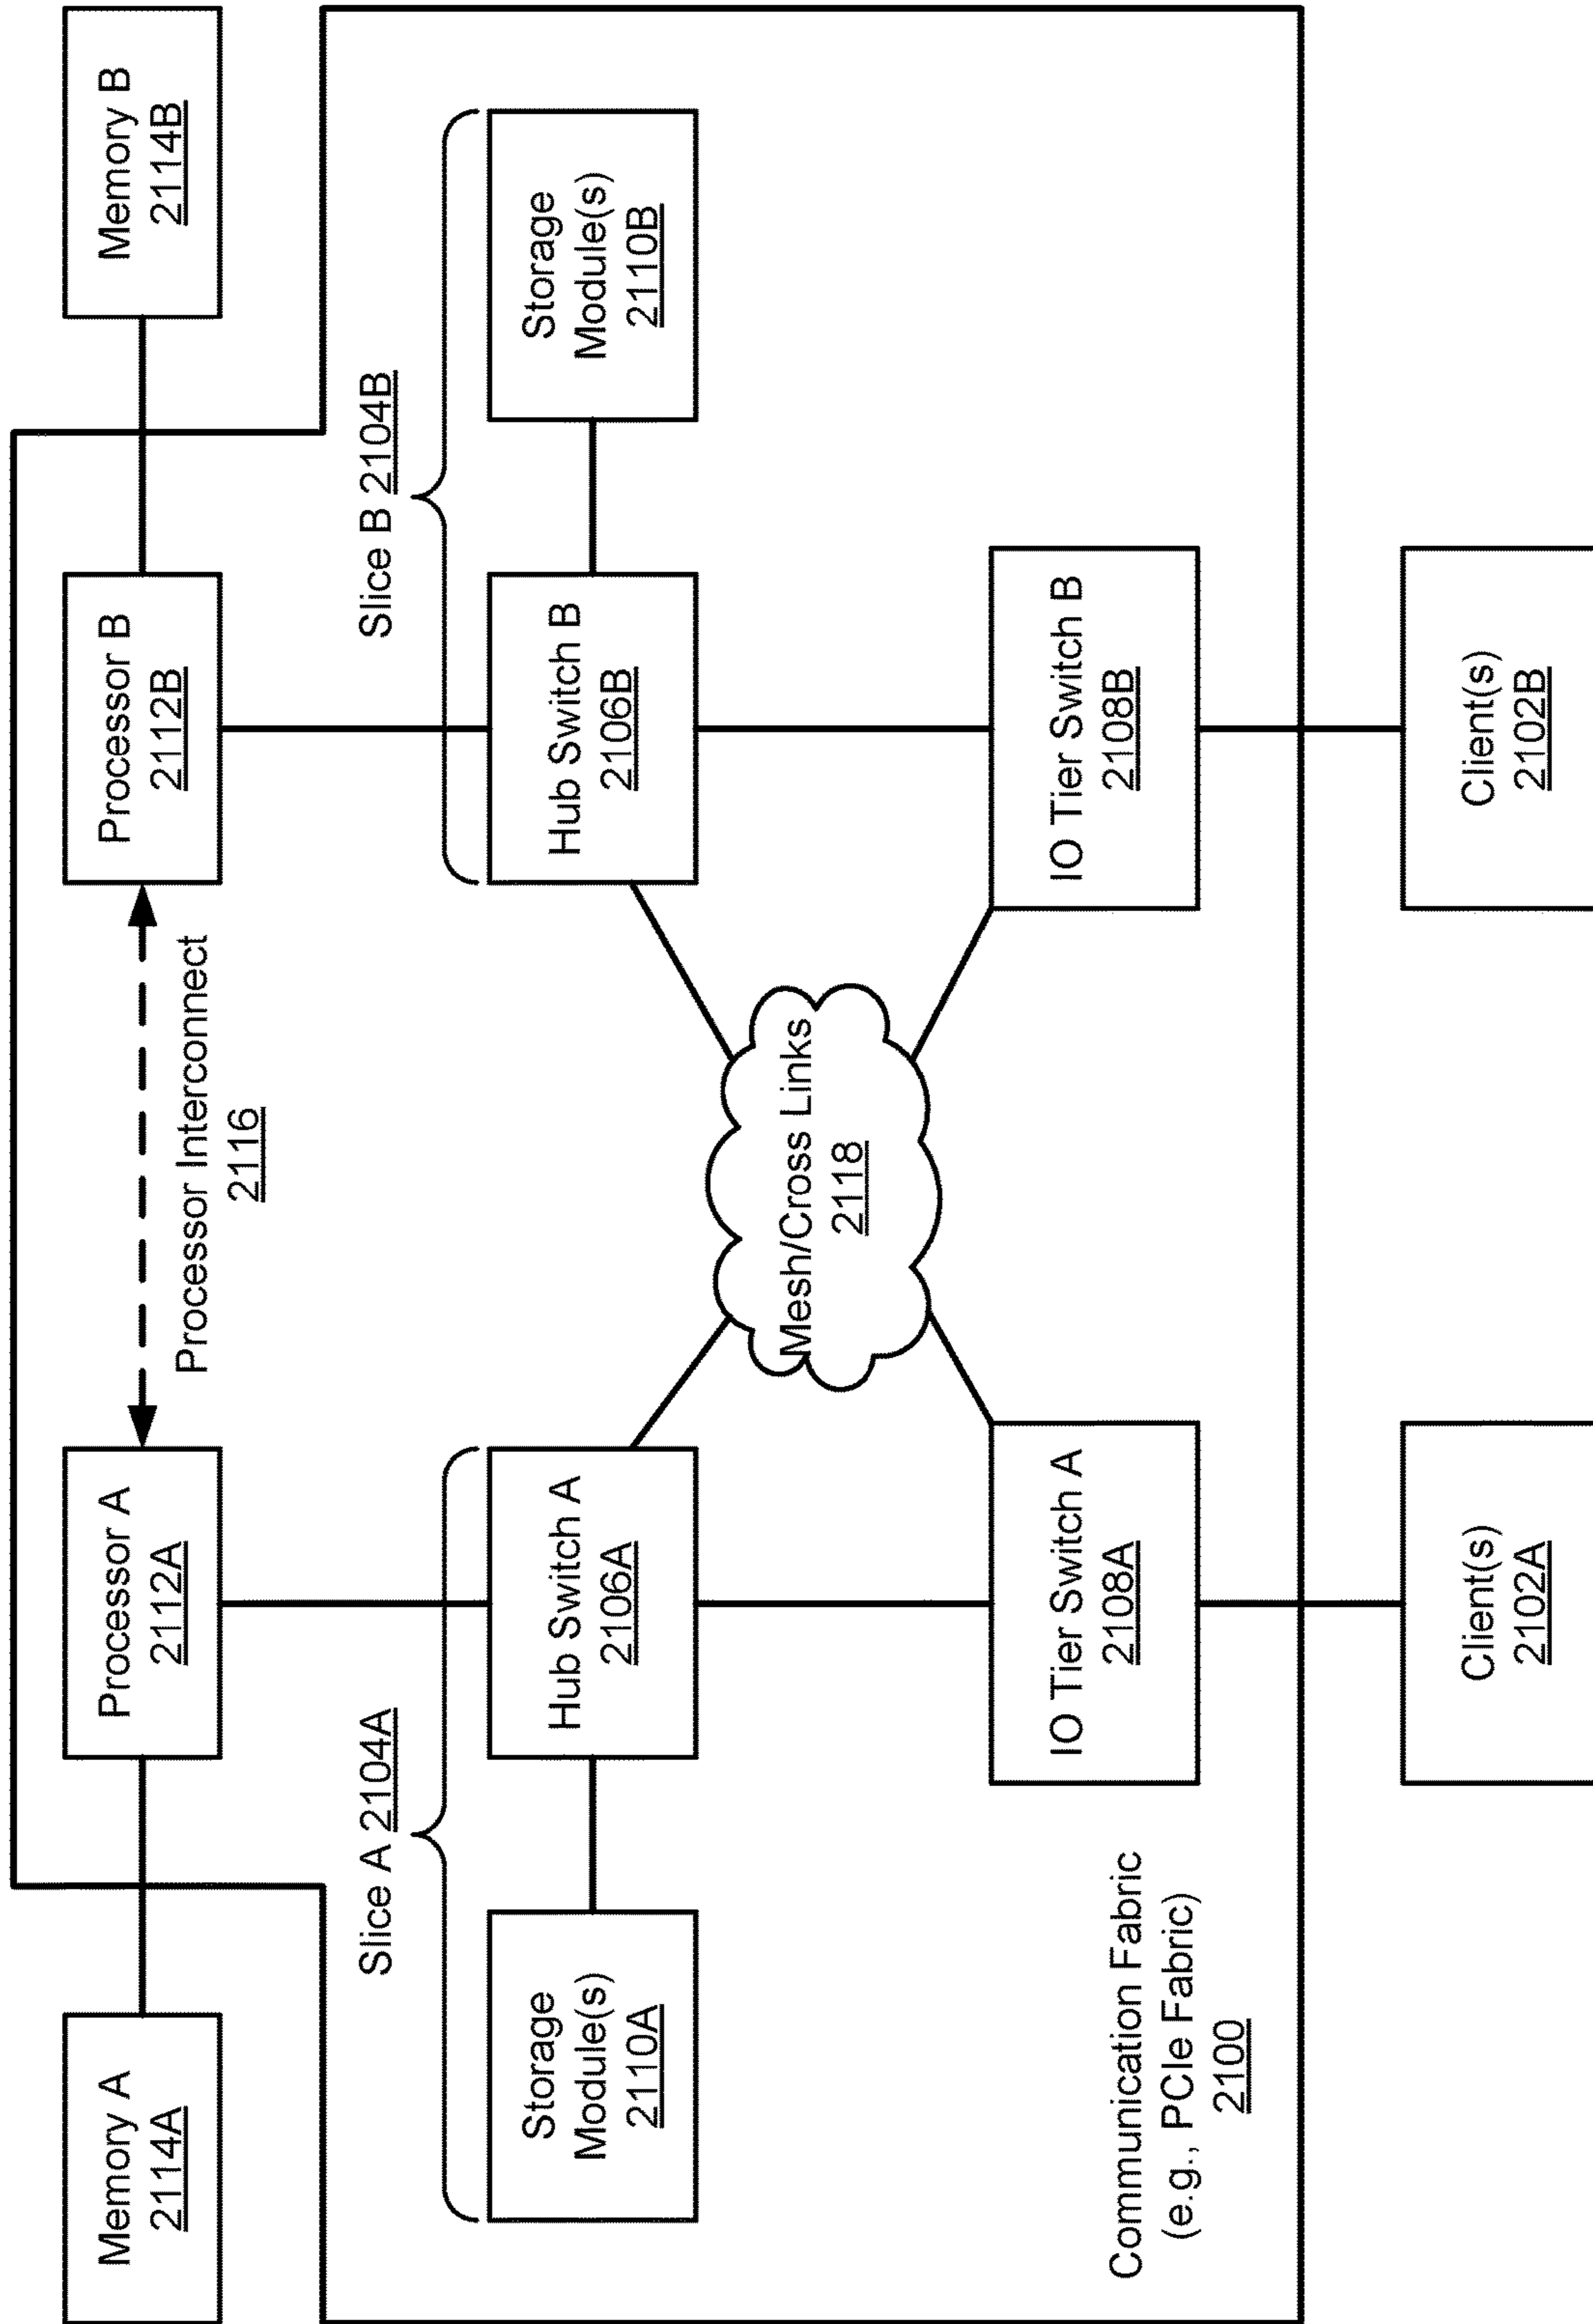 Memory A
2114A
Processor A
2112A
Processor Interconnect
2116
Processor B
2112B
Memory B
2114B
Slice A 2104A
Slice B 2104B
Storage
Module(s)
2110A
Hub Switch A
2106A
Hub Switch B
2106B
Storage
Module(s)
2110B
Mesh/Cross Links
2118
Communication Fabric
(e.g., PCIe Fabric)
2100
IO Tier Switch A
2108A
IO Tier Switch B
2108B
Client(s)
2102A
Client(s)
2102B